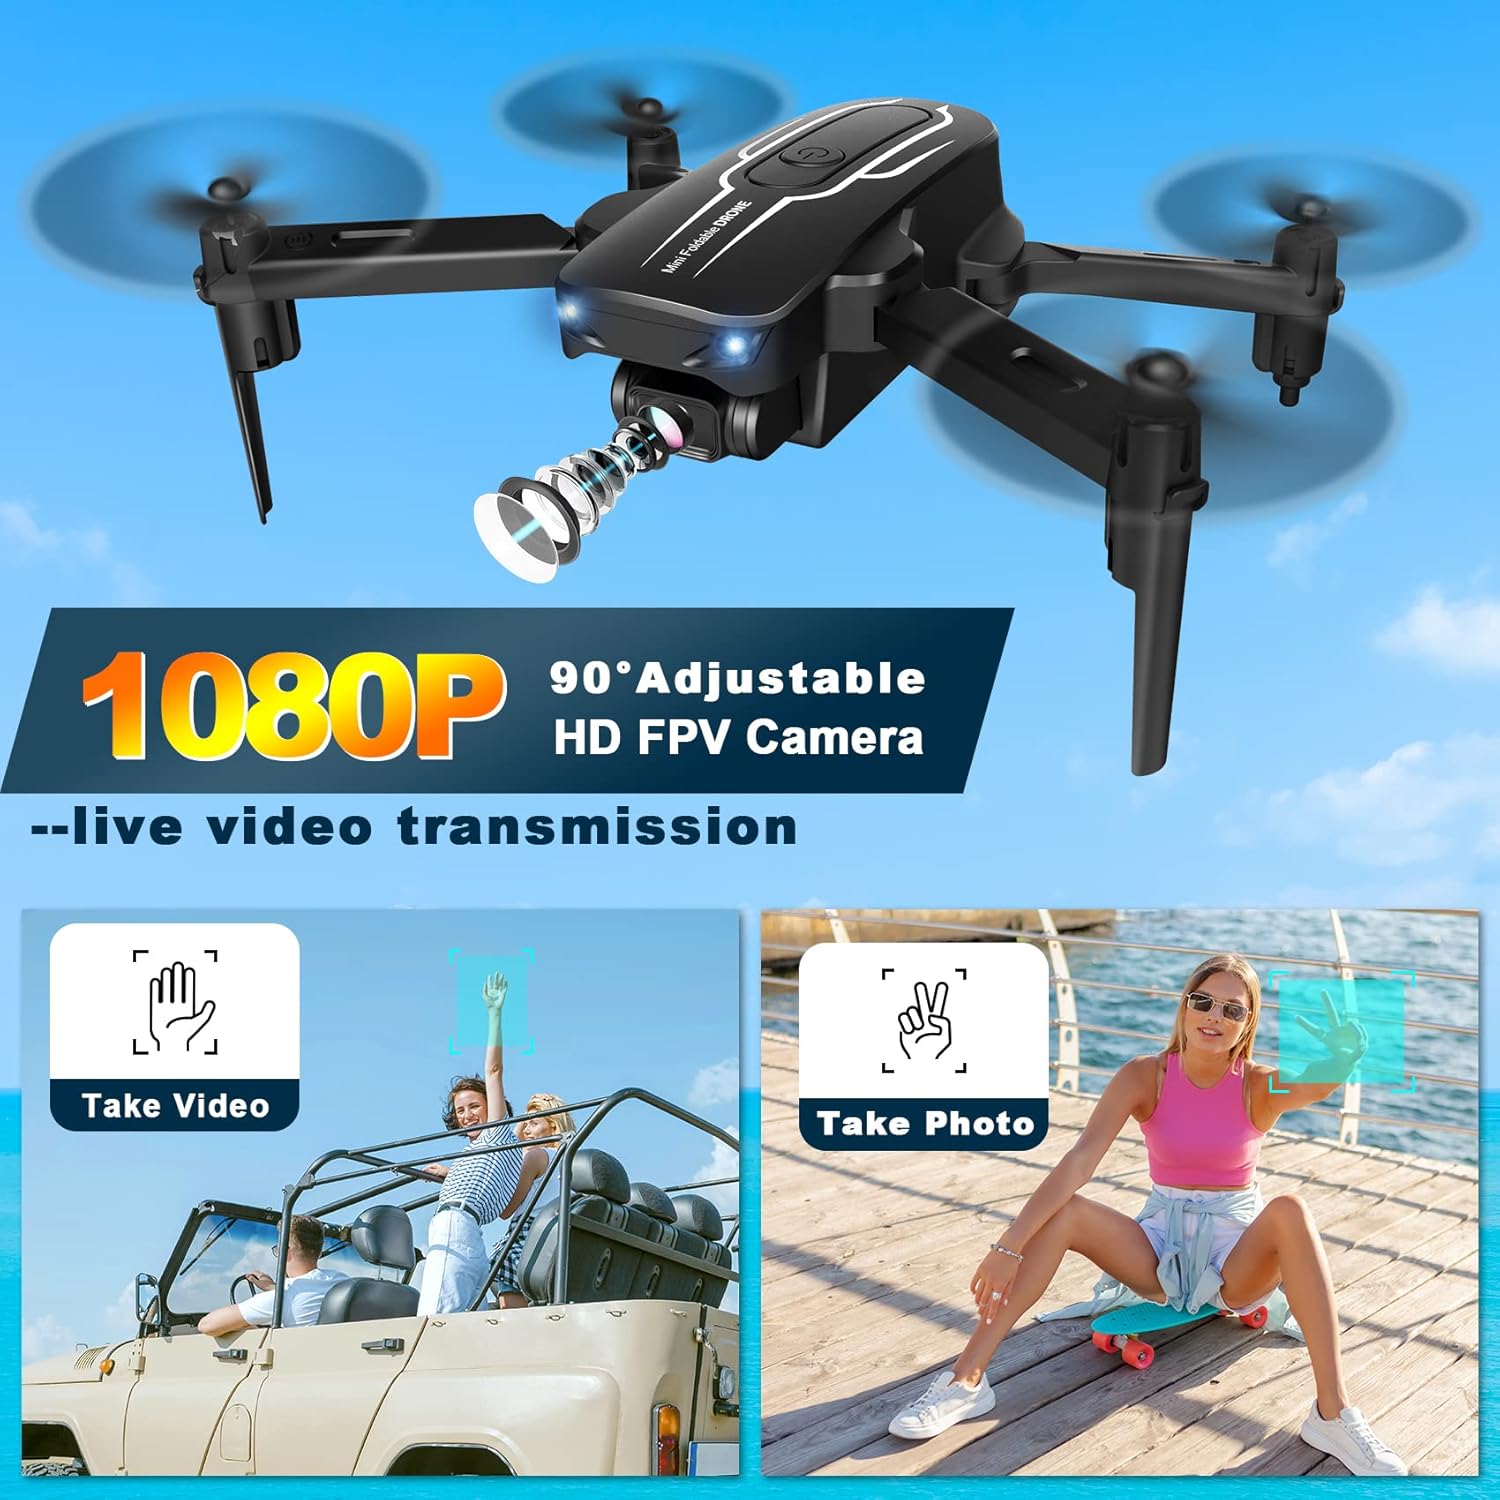 Mini Foldable DRONE
1080P
90°Adjustable
HD FPV Camera
--live video transmission
Take Video
Take Photo